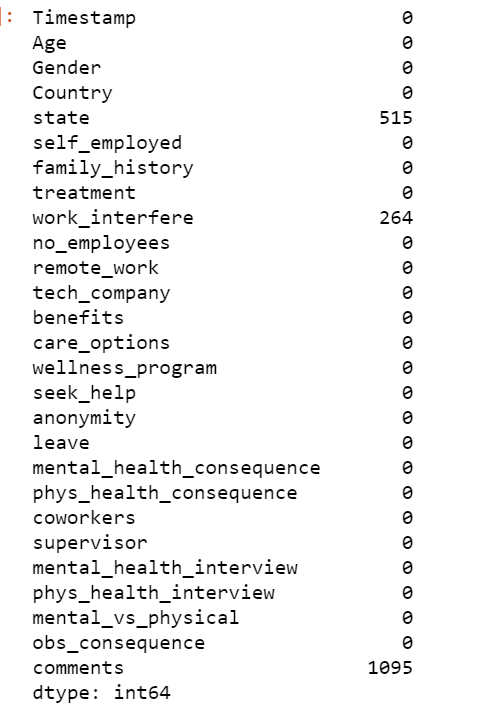 ]: Timestamp 0
Age 0
Gender 0
Country 0
state 515
self_employed 0
family_history 0
treatment 0
work_interfere 264
no_employees 0
remote_work 0
tech_company 0
benefits 0
care_options 0
wellness_program 0
seek_help 0
anonymity 0
leave 0
mental_health_consequence 0
phys_health_consequence 0
coworkers 0
supervisor 0
mental_health_interview 0
phys_health_interview 0
mental_vs_physical 0
obs_consequence 0
comments 1095
dtype: int64